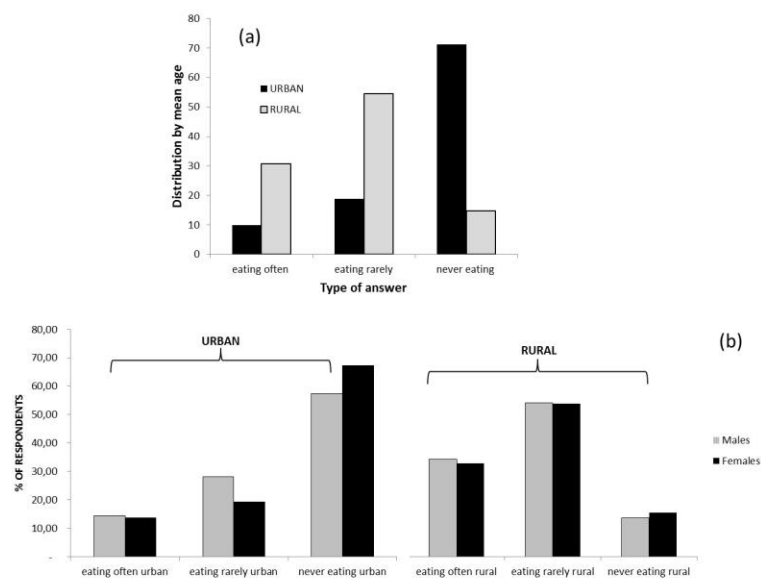 (a)
80
70
60
50
40
30
20
10
0
Distribution by mean age
URBAN
RURAL
eating often
eating rarely
never eating
Type of answer
(b)
80,00
70,00
60,00
50,00
40,00
30,00
20,00
10,00
-
% OF RESPONDENTS
URBAN
RURAL
Males
Females
eating often urban
eating rarely urban
never eating urban
eating often rural
eating rarely rural
never eating rural